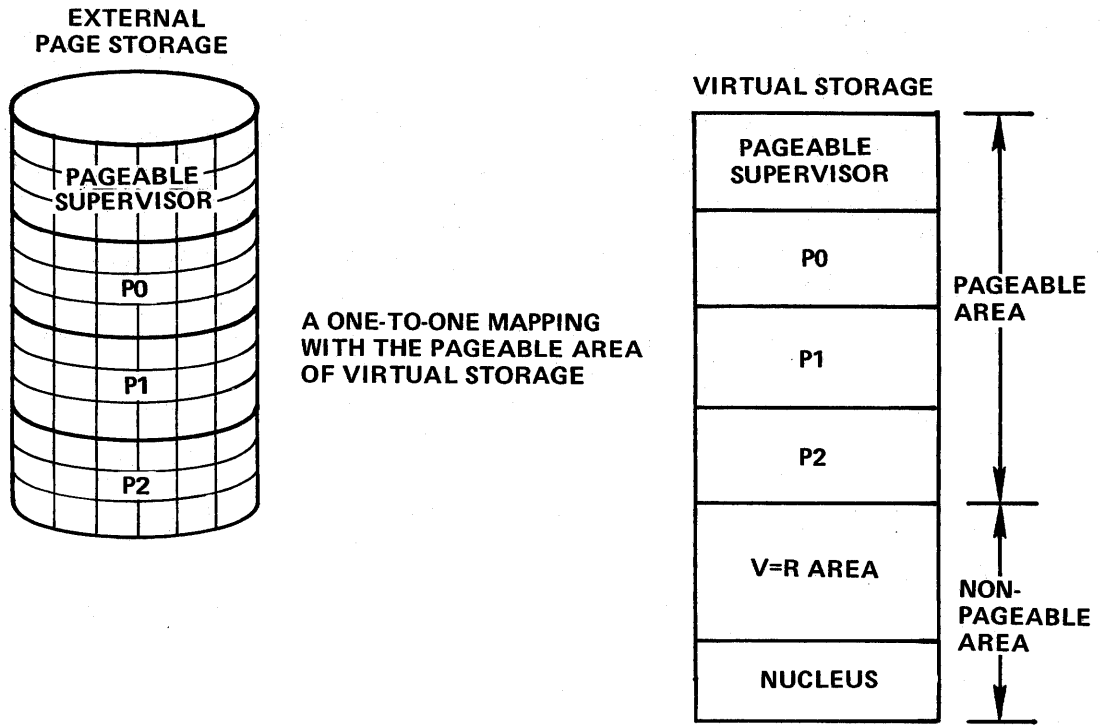 EXTERNAL
PAGE STORAGE
PAGEABLE
SUPERVISOR
P0
P1
P2
A ONE-TO-ONE MAPPING
WITH THE PAGEABLE AREA
OF VIRTUAL STORAGE
VIRTUAL STORAGE
PAGEABLE
SUPERVISOR
P0
P1
P2
V=R AREA
NUCLEUS
PAGEABLE
AREA
NON-
PAGEABLE
AREA